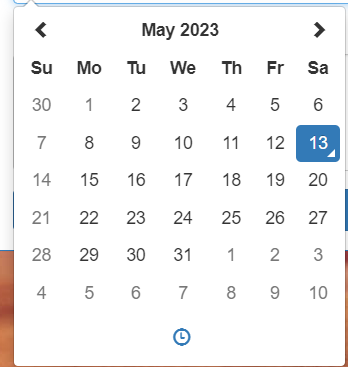 May 2023
Su Mo Tu We Th Fr Sa
30 1 2 3 4 5 6
7 8 9 10 11 12 13
14 15 16 17 18 19 20
21 22 23 24 25 26 27
28 29 30 31 1 2 3
4 5 6 7 8 9 10